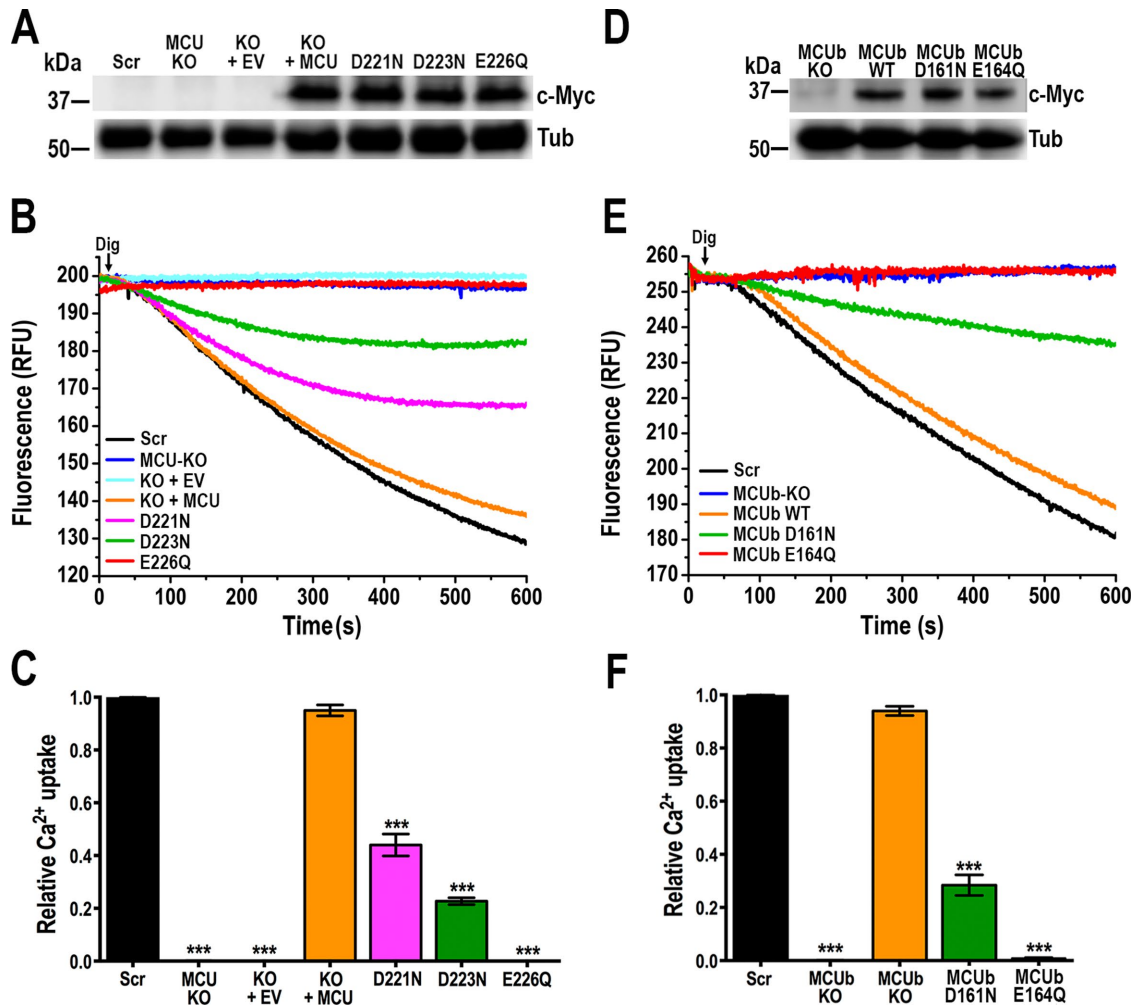 A
kDa
Scr
MCU
KO
KO
+ EV
KO
+ MCU
D221N
D223N
E226Q
37
c-Myc
50
Tub
D
kDa
MCUb
KO
MCUb
WT
MCUb
D161N
MCUb
E164Q
37
c-Myc
50
Tub
B
Dig
Fluorescence (RFU)
200
190
180
170
160
150
140
130
120
Scr
MCU-KO
KO + EV
KO + MCU
D221N
D223N
E226Q
0 100 200 300 400 500 600
Time (s)
E
Dig
Fluorescence (RFU)
260
250
240
230
220
210
200
190
180
170
Scr
MCUb-KO
MCUb WT
MCUb D161N
MCUb E164Q
0 100 200 300 400 500 600
Time (s)
C
Relative Ca2+ uptake
1.0
0.8
0.6
0.4
0.2
0.0
*** *** *** *** ***
Scr
MCU
KO
KO
+ EV
KO
+ MCU
D221N
D223N
E226Q
F
Relative Ca2+ uptake
1.0
0.8
0.6
0.4
0.2
0.0
*** *** ***
Scr
MCUb
KO
MCUb
KO
MCUb
D161N
MCUb
E164Q